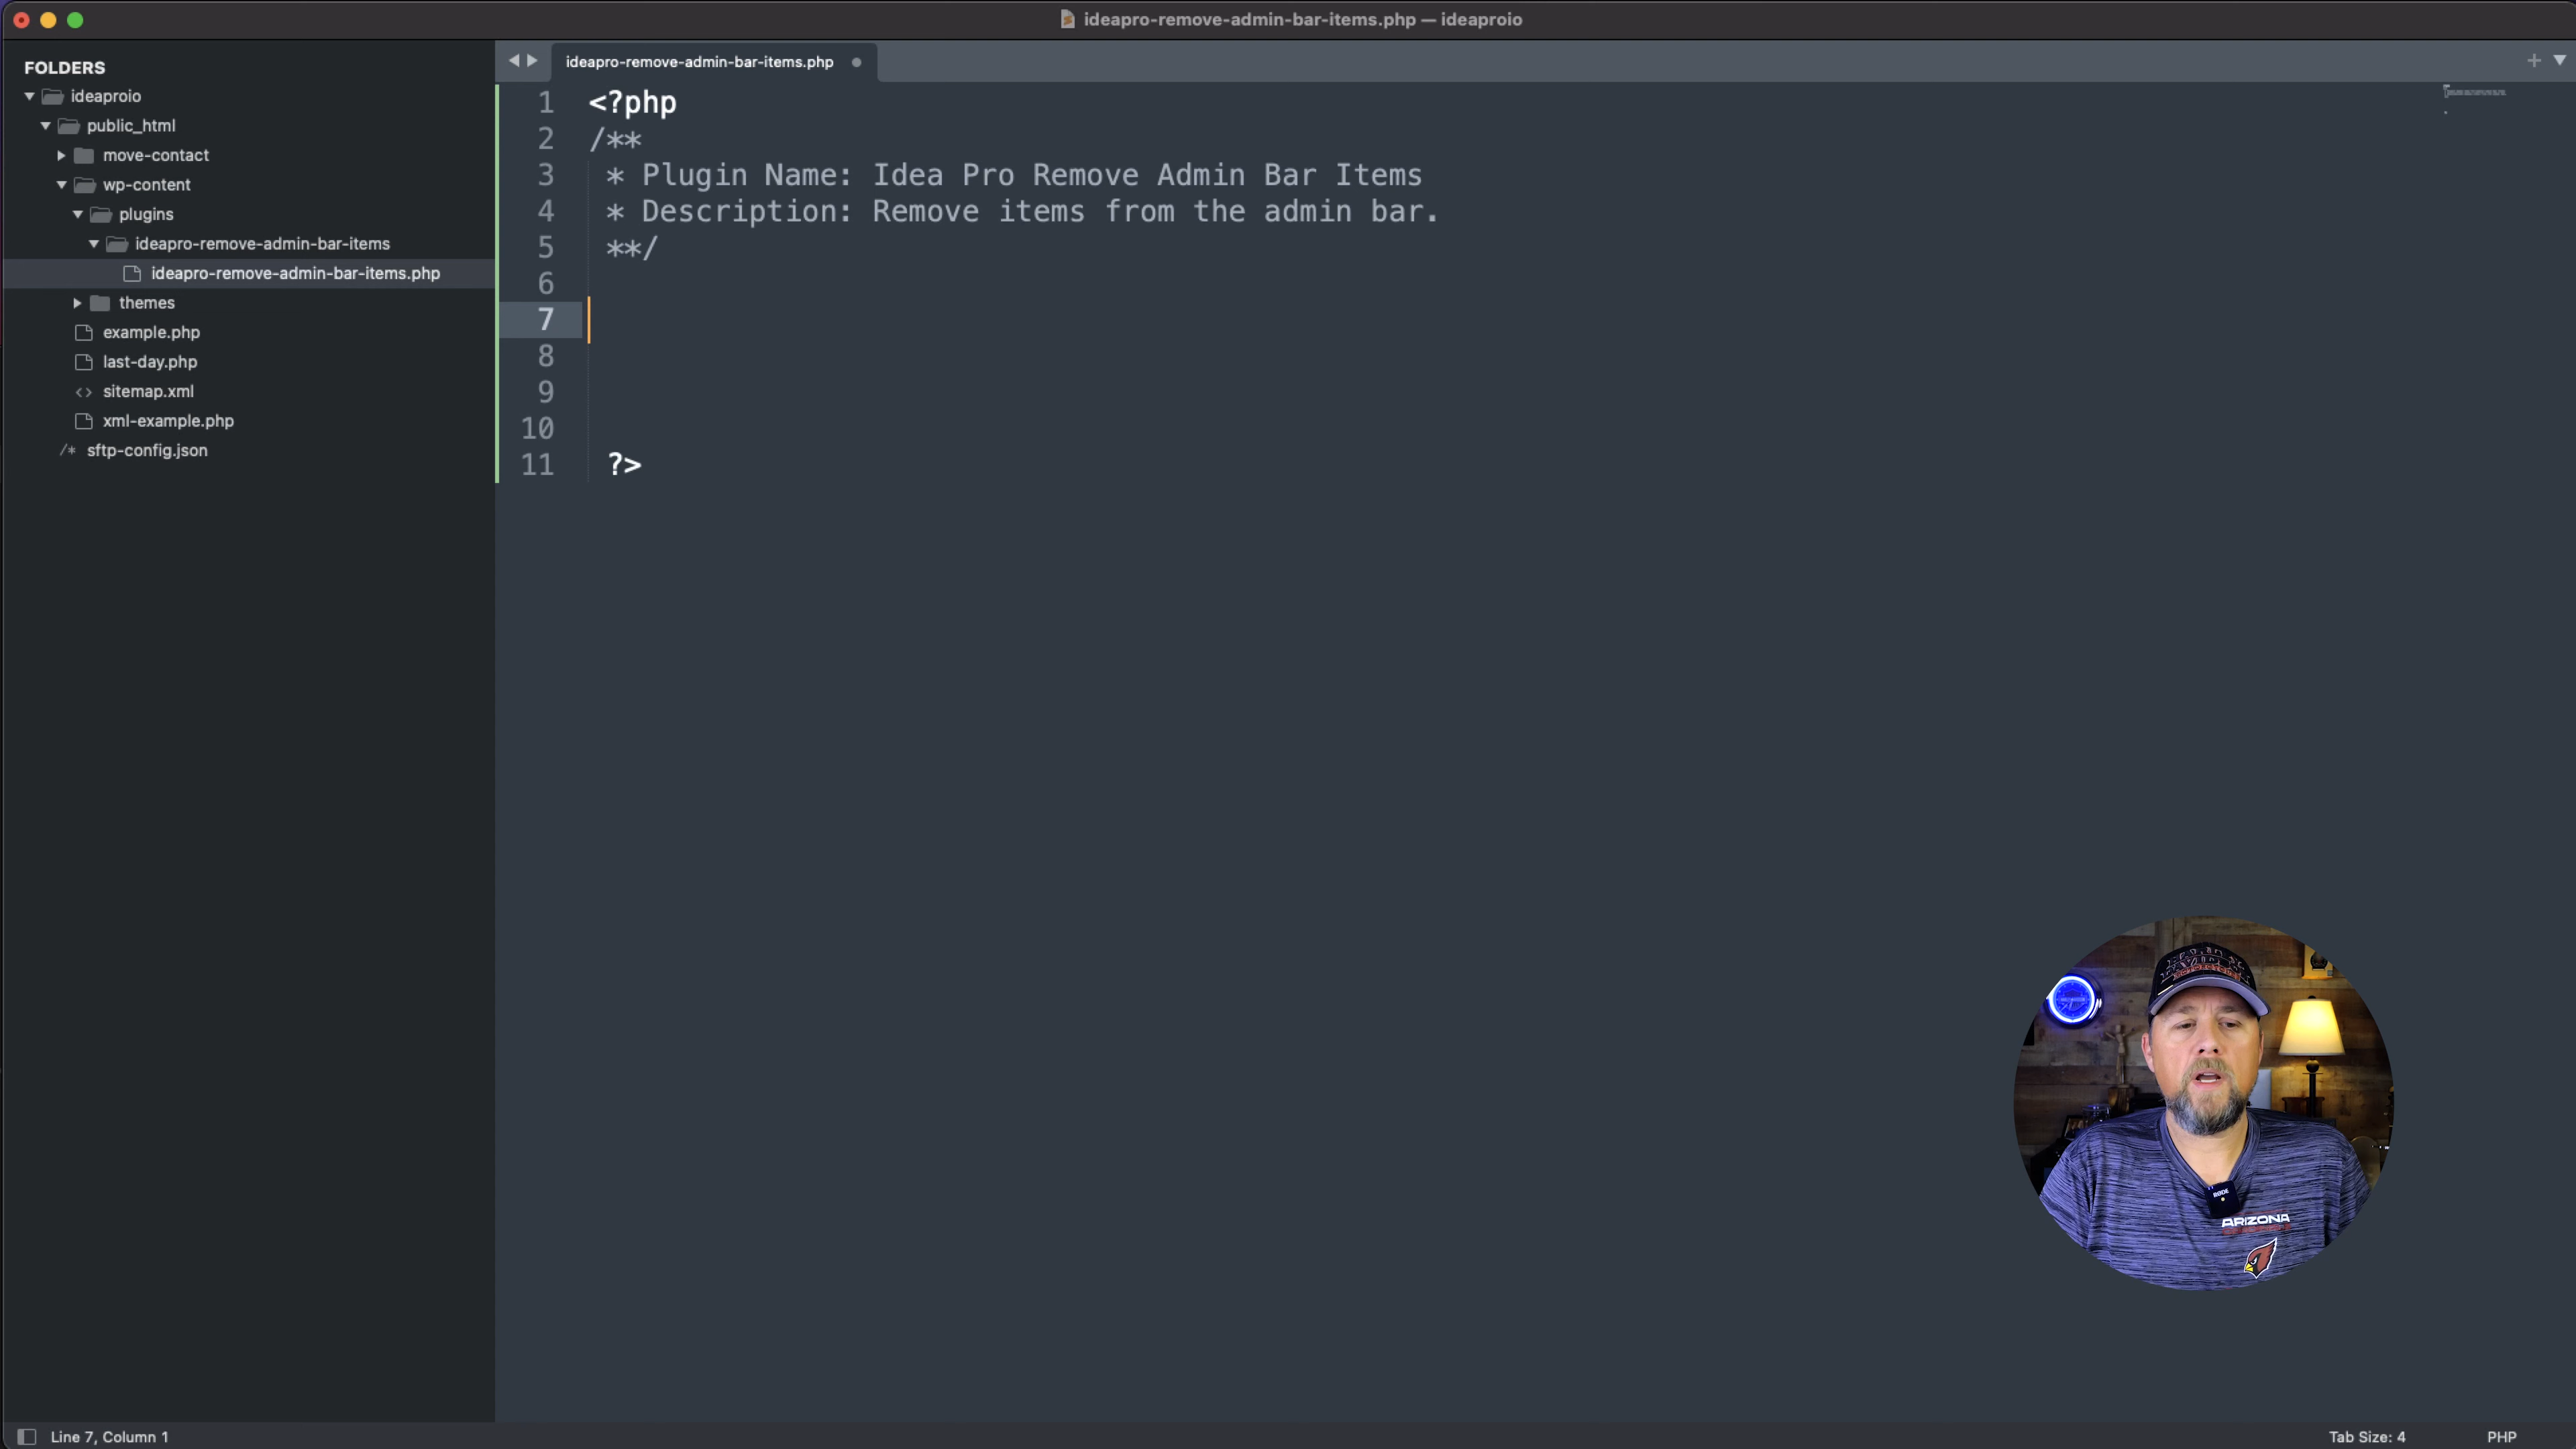 ideapro-remove-admin-bar-items.php — ideaproio
FOLDERS
ideaproio
public_html
move-contact
wp-content
plugins
ideapro-remove-admin-bar-items
ideapro-remove-admin-bar-items.php
themes
example.php
last-day.php
<> sitemap.xml
xml-example.php
/* sftp-config.json
ideapro-remove-admin-bar-items.php
1 <?php
2 /**
3 * Plugin Name: Idea Pro Remove Admin Bar Items
4 * Description: Remove items from the admin bar.
5 **/
6
7
8
9
10
11 ?>
RODE
ARIZONA
Line 7, Column 1
Tab Size: 4
PHP